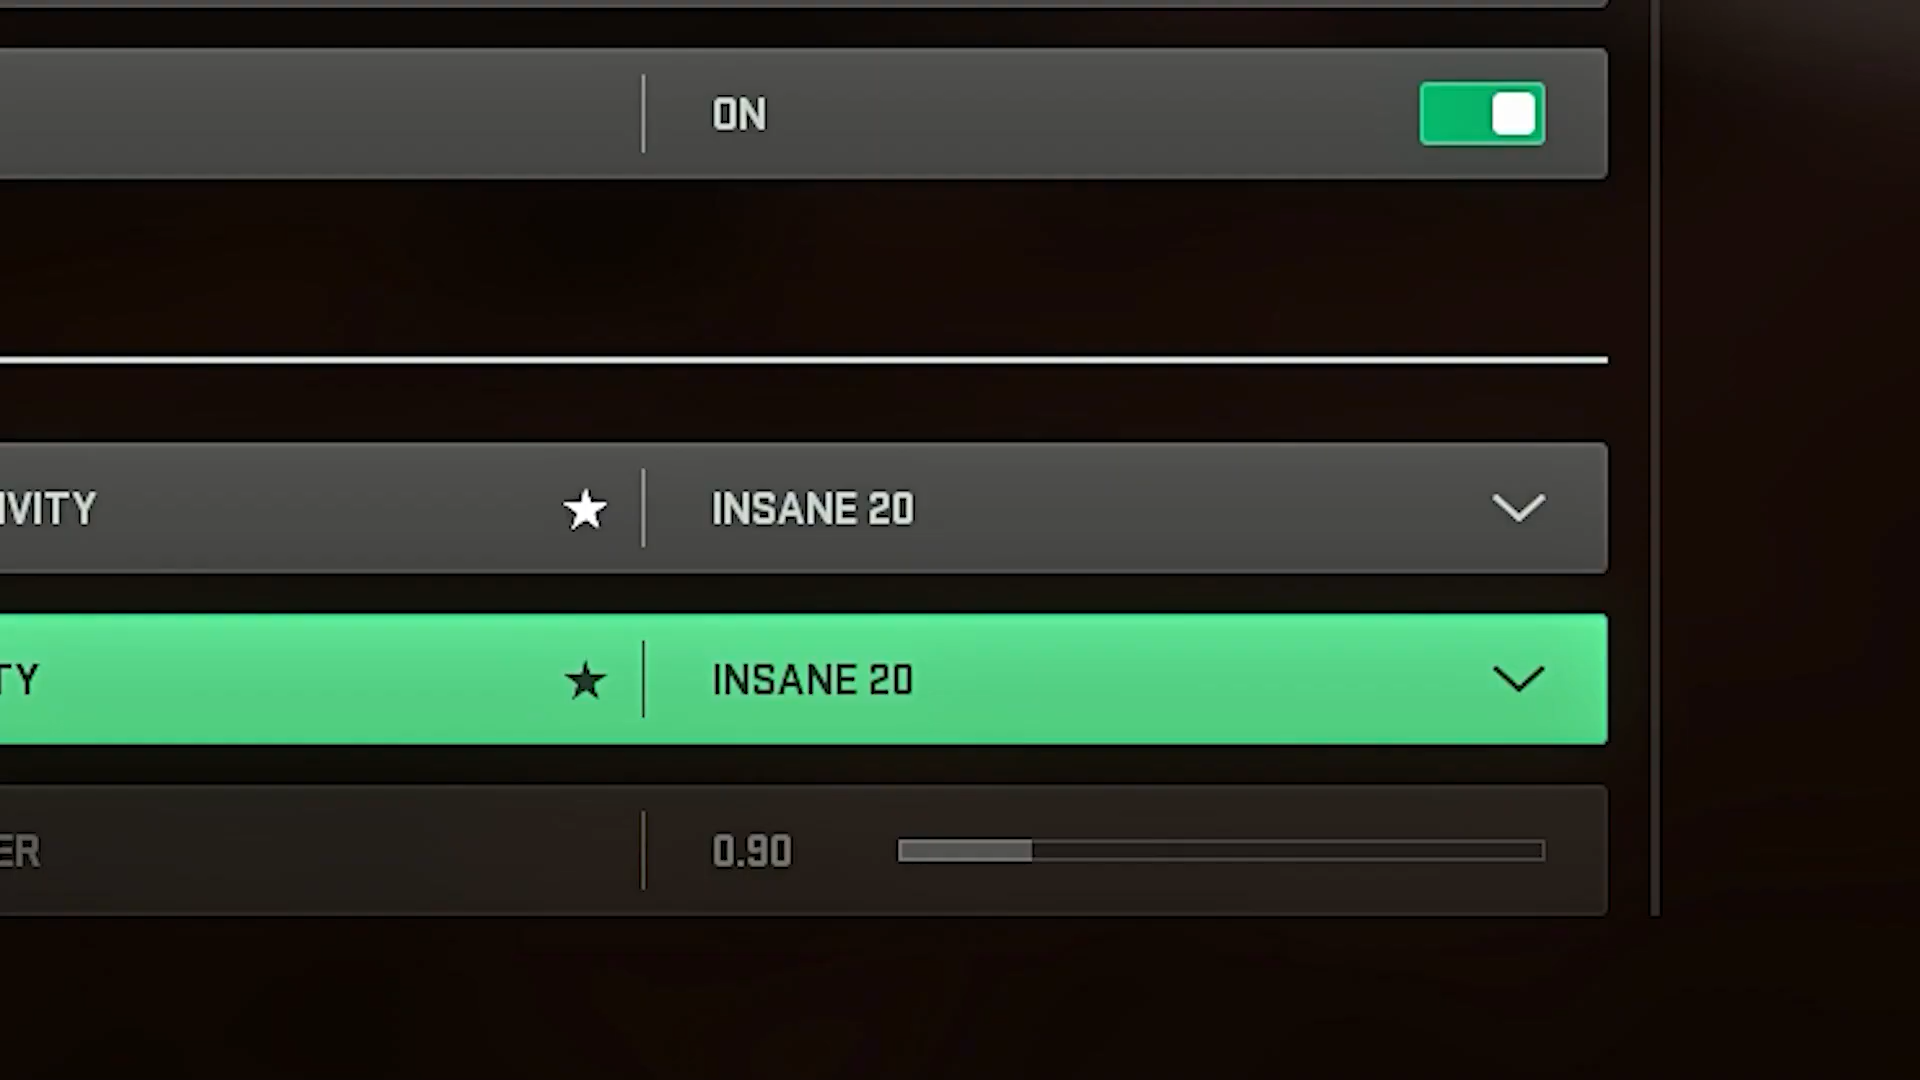 ON
IVITY ★ INSANE 20
TY ★ INSANE 20
ER 0.90